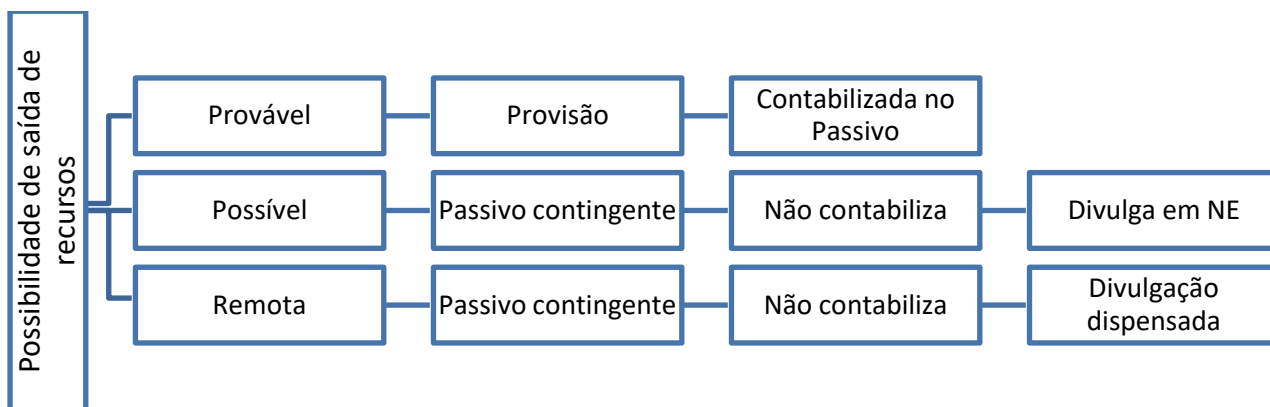 Possibilidade de saída de
recursos
Provável
Provisão
Contabilizada no
Passivo
Possível
Passivo contingente
Não contabiliza
Divulga em NE
Remota
Passivo contingente
Não contabiliza
Divulgação
dispensada